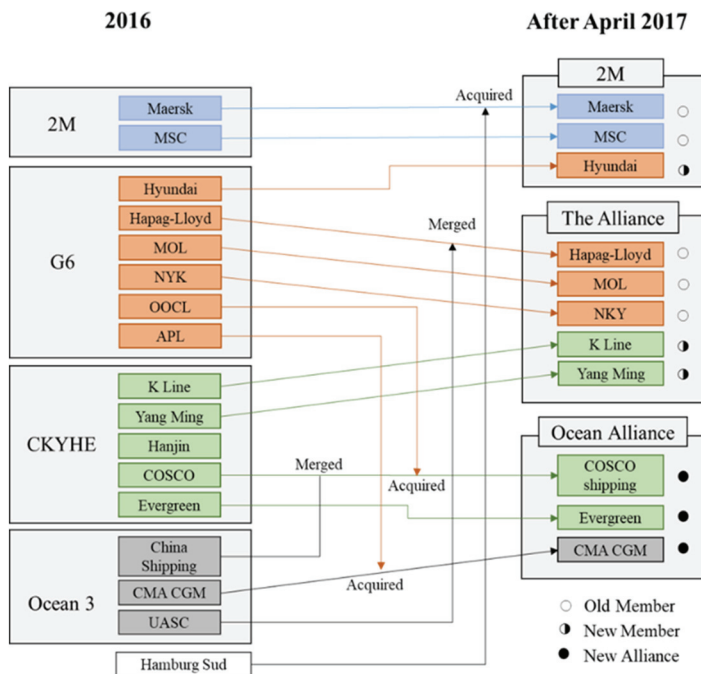 2016
After April 2017
2M
Maersk
MSC
G6
Hyundai
Hapag-Lloyd
MOL
NYK
OOCL
APL
CKYHE
K Line
Yang Ming
Hanjin
COSCO
Evergreen
Ocean 3
China
Shipping
CMA CGM
UASC
Hamburg Sud
Acquired
Merged
Merged
Acquired
Acquired
2M
Maersk
MSC
Hyundai
The Alliance
Hapag-Lloyd
MOL
NKY
K Line
Yang Ming
Ocean Alliance
COSCO
shipping
Evergreen
CMA CGM
Old Member
New Member
New Alliance